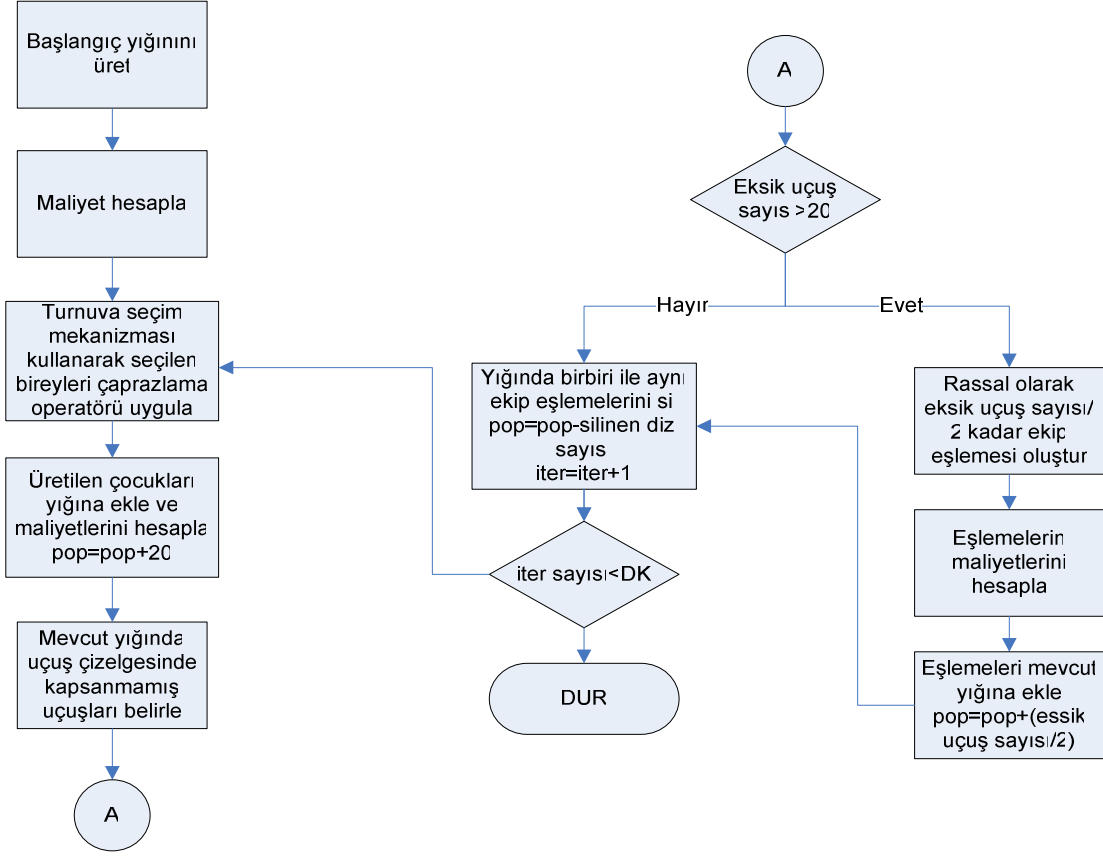 Başlangıç yığınını
üret
Maliyet hesapla
Turnuva seçim
mekanizması
kullanarak seçilen
bireyleri çaprazlama
operatörü uygula
Üretilen çocukları
yığına ekle ve
maliyetlerini hesapla
pop=pop+20
Mevcut yığında
uçuş çizelgesinde
kapsanmamış
uçuşları belirle
A
A
Eksik uçuş
sayıs >20
Hayır
Evet
Yığında birbiri ile aynı
ekip eşlemelerini si
pop=pop-silinen diz
sayıs
iter=iter+1
iter sayısı<DK
DUR
Rassal olarak
eksik uçuş sayısı/
2 kadar ekip
eşlemesi oluştur
Eşlemelerin
maliyetlerini
hesapla
Eşlemeleri mevcut
yığına ekle
pop=pop+(essik
uçuş sayısı/2)